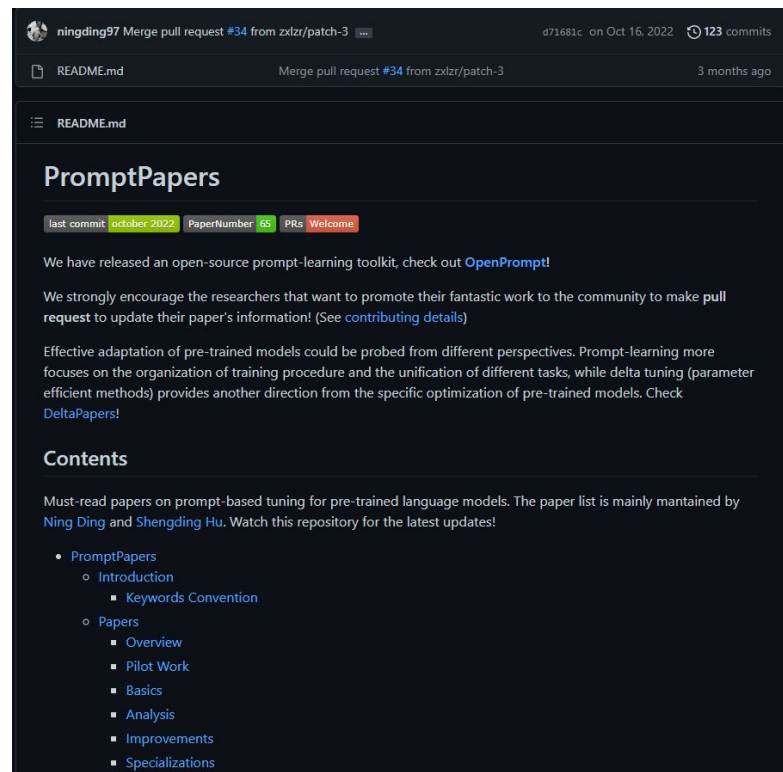 ningding97 Merge pull request #34 from zxlzr/patch-3 ... d71681c on Oct 16, 2022 123 commits
README.md Merge pull request #34 from zxlzr/patch-3 3 months ago
README.md
PromptPapers
last commit october 2022 PaperNumber 65 PRs Welcome
We have released an open-source prompt-learning toolkit, check out OpenPrompt!
We strongly encourage the researchers that want to promote their fantastic work to the community to make pull
request to update their paper's information! (See contributing details)
Effective adaptation of pre-trained models could be probed from different perspectives. Prompt-learning more
focuses on the organization of training procedure and the unification of different tasks, while delta tuning (parameter
efficient methods) provides another direction from the specific optimization of pre-trained models. Check
DeltaPapers!
Contents
Must-read papers on prompt-based tuning for pre-trained language models. The paper list is mainly mantained by
Ning Ding and Shengding Hu. Watch this repository for the latest updates!
PromptPapers
Introduction
Keywords Convention
Papers
Overview
Pilot Work
Basics
Analysis
Improvements
Specializations